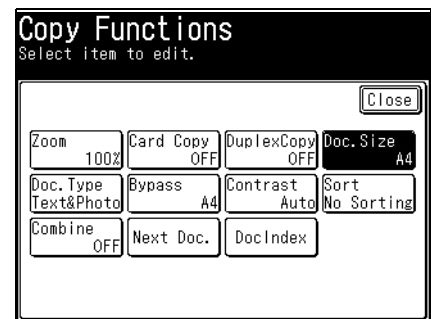 Copy Functions
Select item to edit.
Close
Zoom
100%
Card Copy
OFF
DuplexCopy
OFF
Doc.Size
A4
Doc.Type
Text&Photo
Bypass
A4
Contrast
Auto
Sort
No Sorting
Combine
OFF
Next Doc.
DocIndex